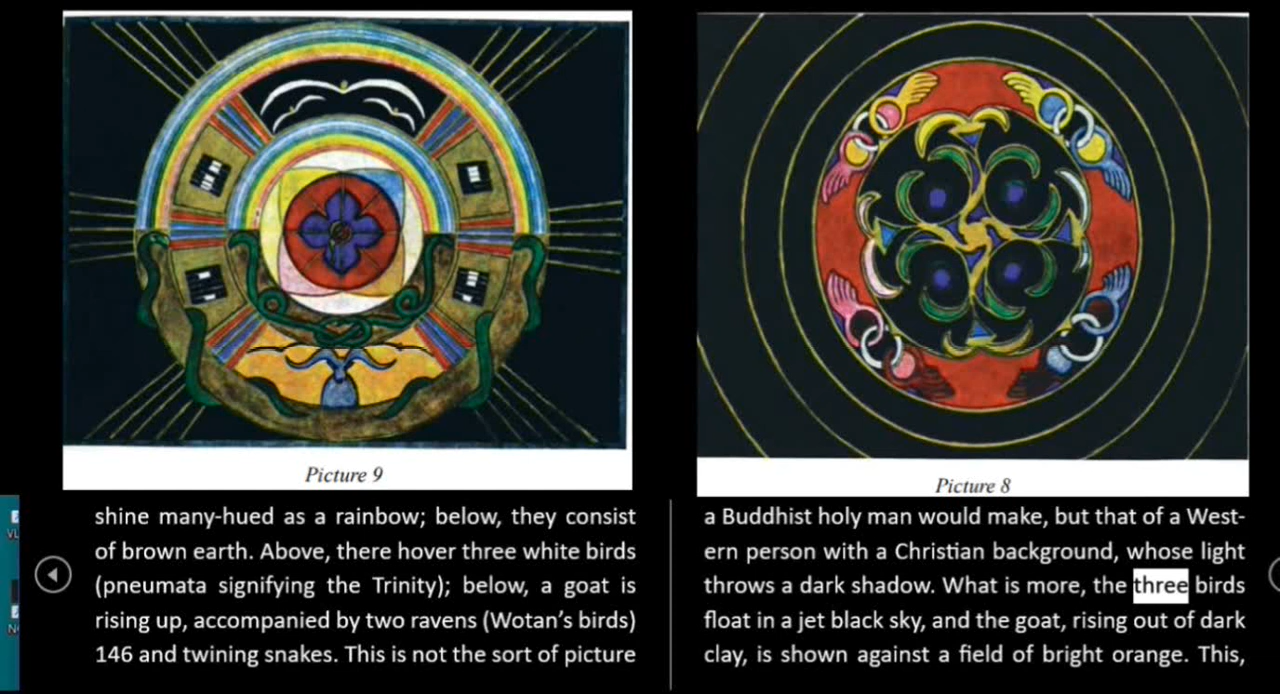 Picture 9
Picture 8
shine many-hued as a rainbow; below, they consist
of brown earth. Above, there hover three white birds
(pneumata signifying the Trinity); below, a goat is
rising up, accompanied by two ravens (Wotan's birds)
146 and twining snakes. This is not the sort of picture
a Buddhist holy man would make, but that of a West-
ern person with a Christian background, whose light
throws a dark shadow. What is more, the three birds
float in a jet black sky, and the goat, rising out of dark
clay, is shown against a field of bright orange. This,